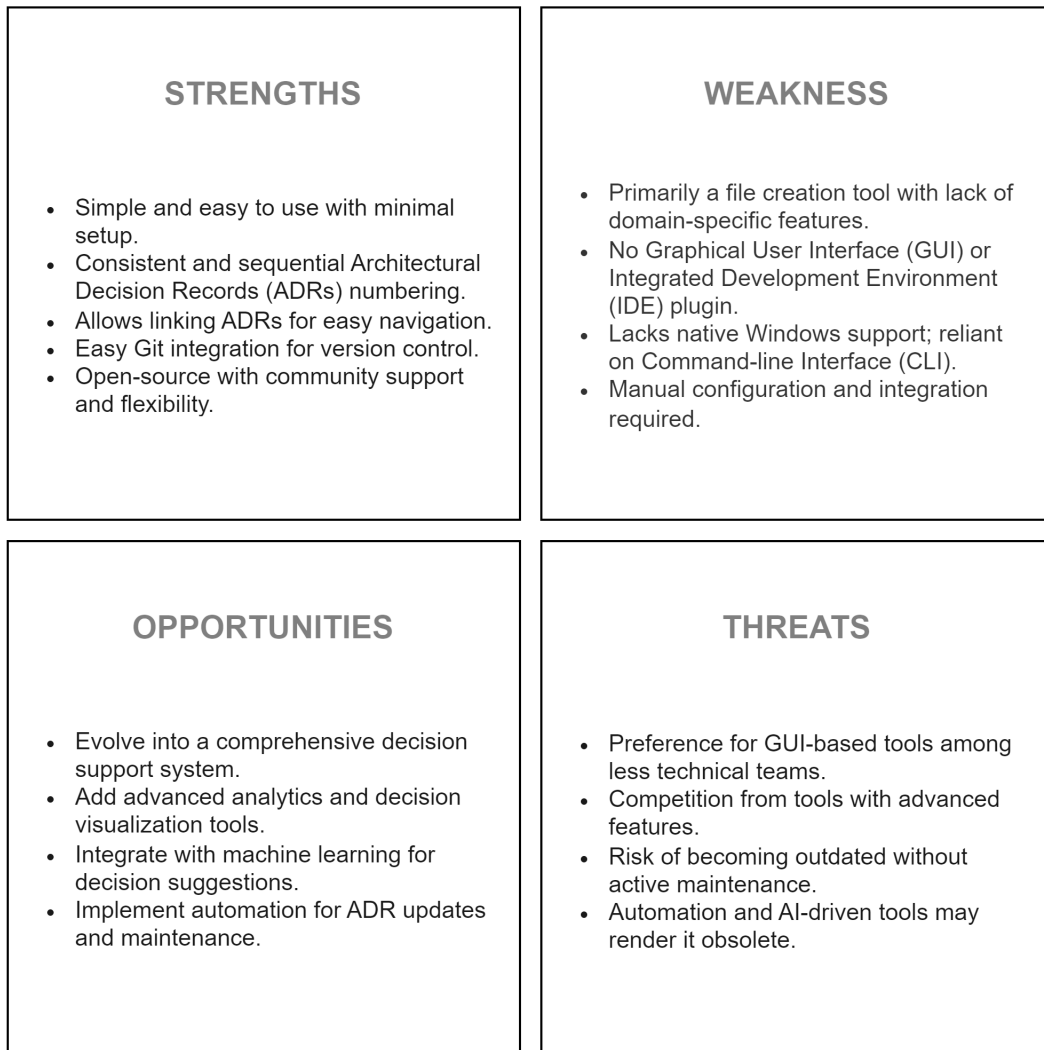 STRENGTHS
• Simple and easy to use with minimal
setup.
• Consistent and sequential Architectural
Decision Records (ADRs) numbering.
• Allows linking ADRs for easy navigation.
• Easy Git integration for version control.
• Open-source with community support
and flexibility.
WEAKNESS
• Primarily a file creation tool with lack of
domain-specific features.
• No Graphical User Interface (GUI) or
Integrated Development Environment
(IDE) plugin.
• Lacks native Windows support; reliant
on Command-line Interface (CLI).
• Manual configuration and integration
required.
OPPORTUNITIES
• Evolve into a comprehensive decision
support system.
• Add advanced analytics and decision
visualization tools.
• Integrate with machine learning for
decision suggestions.
• Implement automation for ADR updates
and maintenance.
THREATS
• Preference for GUI-based tools among
less technical teams.
• Competition from tools with advanced
features.
• Risk of becoming outdated without
active maintenance.
• Automation and AI-driven tools may
render it obsolete.